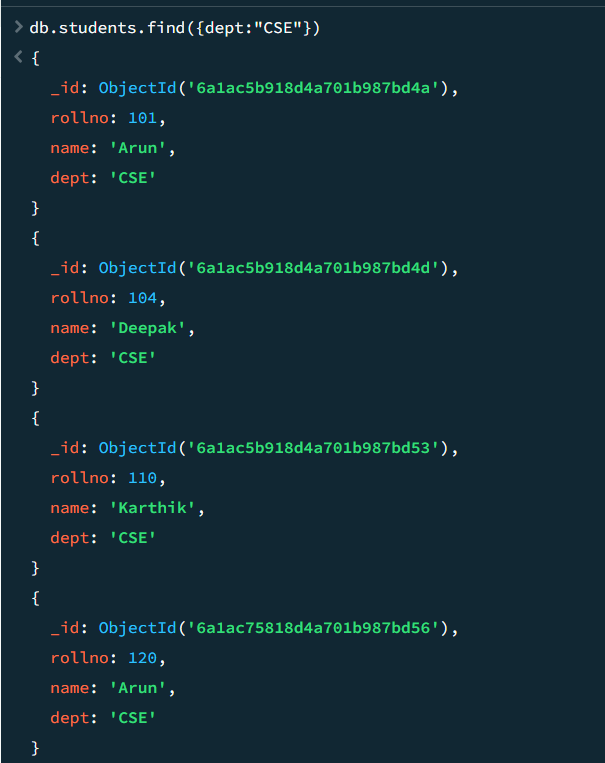 > db.students.find({dept:"CSE"})
< {
_id: ObjectId('6a1ac5b918d4a701b987bd4a'),
rollno: 101,
name: 'Arun',
dept: 'CSE'
}
{
_id: ObjectId('6a1ac5b918d4a701b987bd4d'),
rollno: 104,
name: 'Deepak',
dept: 'CSE'
}
{
_id: ObjectId('6a1ac5b918d4a701b987bd53'),
rollno: 110,
name: 'Karthik',
dept: 'CSE'
}
{
_id: ObjectId('6a1ac75818d4a701b987bd56'),
rollno: 120,
name: 'Arun',
dept: 'CSE'
}